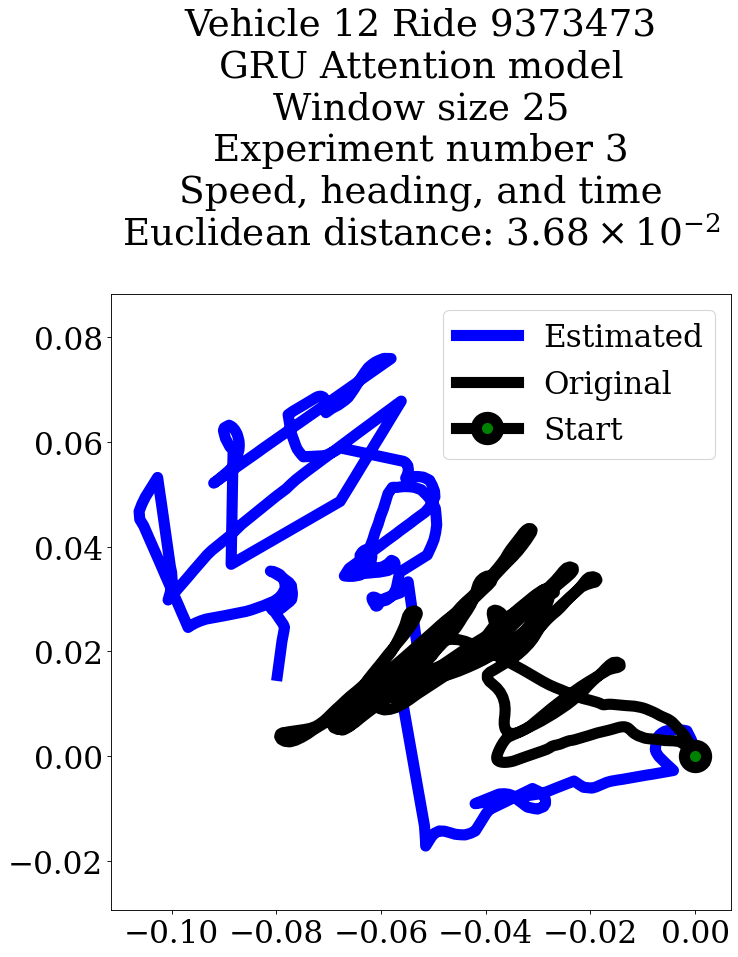 Vehicle 12 Ride 9373473
GRU Attention model
Window size 25
Experiment number 3
Speed, heading, and time
Euclidean distance: 3.68 × 10⁻²
Estimated
Original
Start
0.08
0.06
0.04
0.02
0.00
−0.02
−0.10 −0.08 −0.06 −0.04 −0.02 0.00